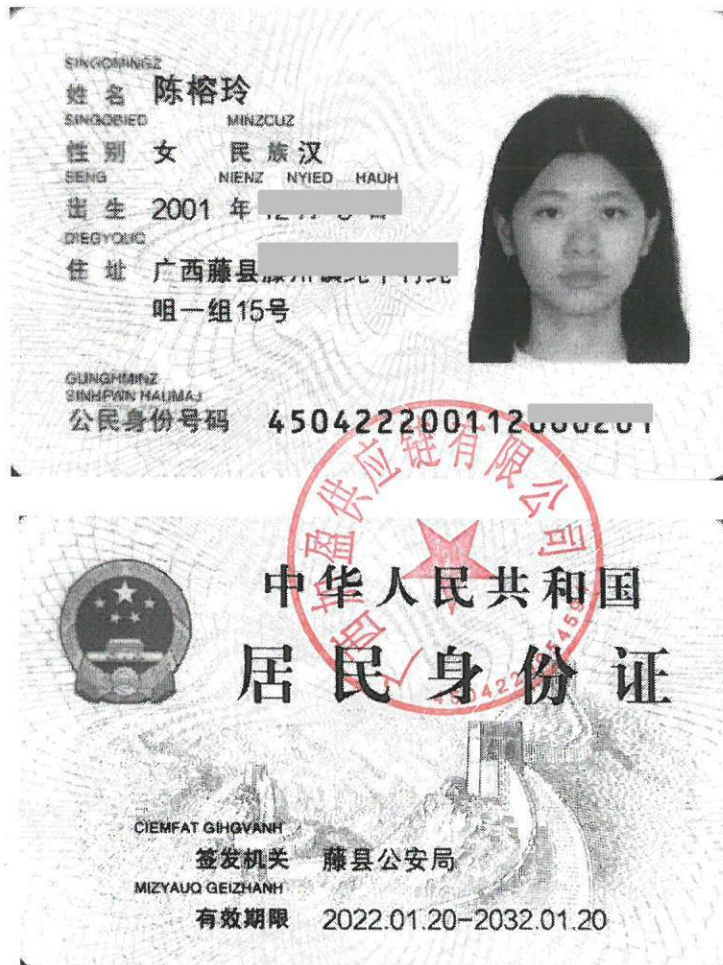 SINGQMINGZ
姓名 陈榕玲
SINGQBIED MINZCUZ
性别 女 民族 汉
SENG NIENZ NYIED HAUH
出生 2001 年
DIEGYOUQ
住址 广西藤县
咀一组15号
GUNGHMINZ
SINHFWN HAUMAJ
公民身份号码 450422200112
盈供应链有限公司
中华人民共和国
居民身份证
CIEMFAT GIHGVANH
签发机关 藤县公安局
MIZYAUQ GEIZHANH
有效期限 2022.01.20-2032.01.20